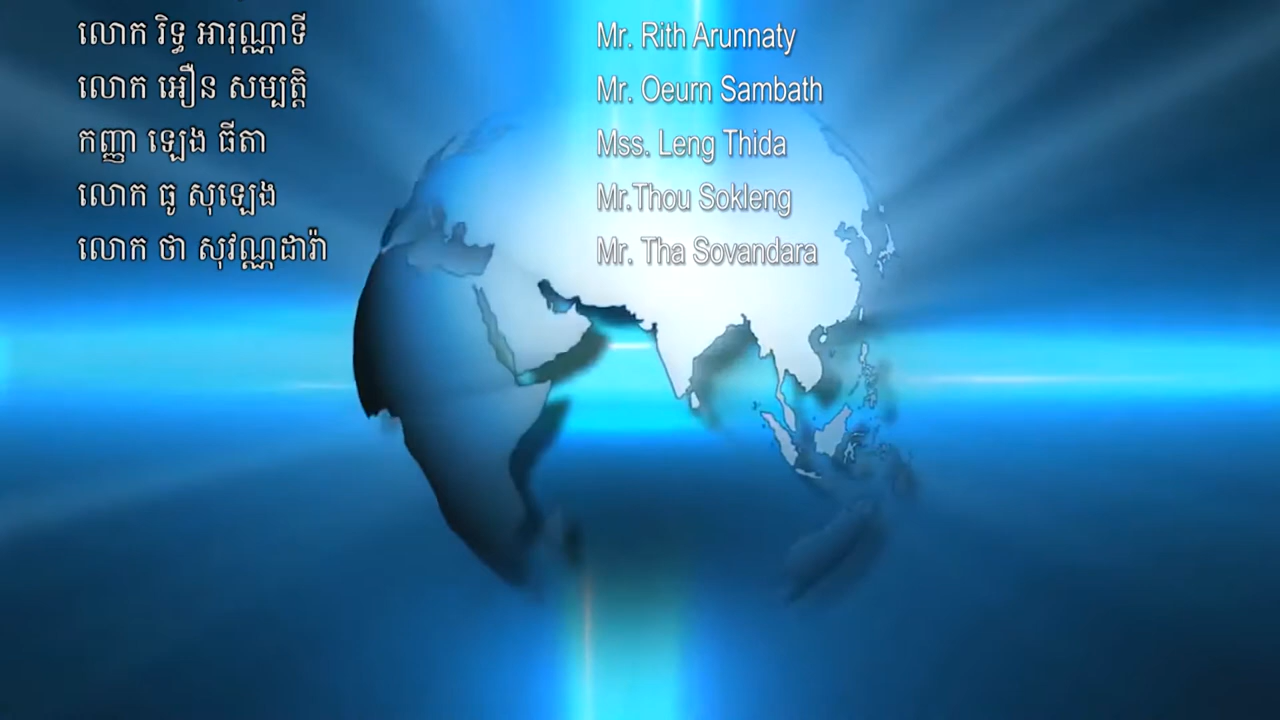 លោក រិទ្ធ អារុណ្ណាទី Mr. Rith Arunnaty
លោក អឿន សម្បត្តិ Mr. Oeurn Sambath
កញ្ញា ឡេង ធីតា Mss. Leng Thida
លោក ធូ សុឡេង Mr.Thou Sokleng
លោក ថា សុវណ្ណដារ៉ា Mr. Tha Sovandara